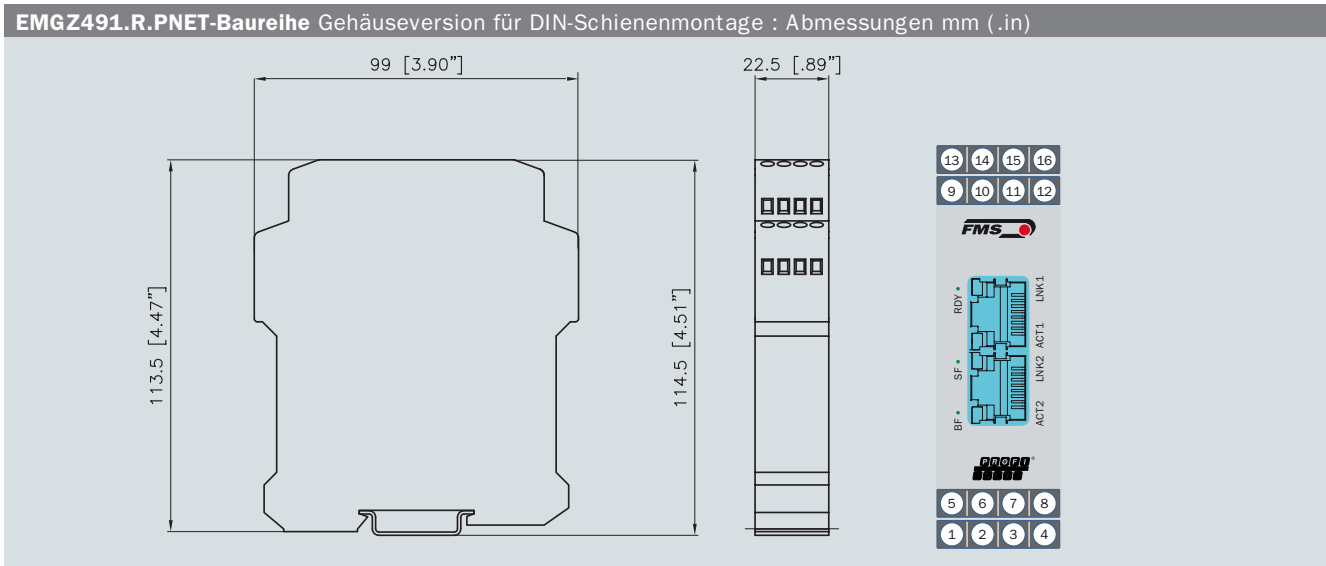 EMGZ491.R.PNET-Baureihe Gehäuseversion für DIN-Schienenmontage : Abmessungen mm (.in)
99 [3.90”]
22.5 [.89”]
113.5 [4.47”]
114.5 [4.51”]
13 14 15 16
9 10 11 12
FMS
RDY
LNK1
ACT1
SF
LNK2
BF
ACT2
PROFI
5 6 7 8
1 2 3 4